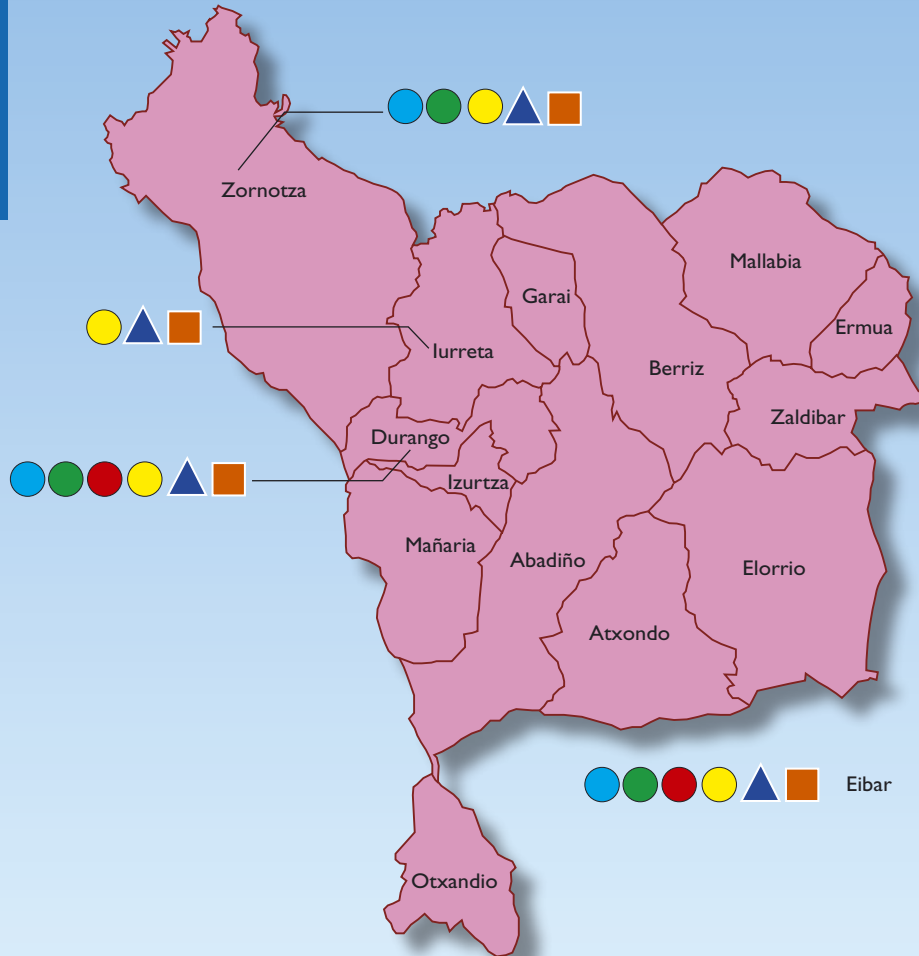 Zornotza
Mallabia
Garai
Ermua
Iurreta
Berriz
Zaldibar
Durango
Izurtza
Mañaria
Abadiño
Elorrio
Atxondo
Eibar
Otxandio